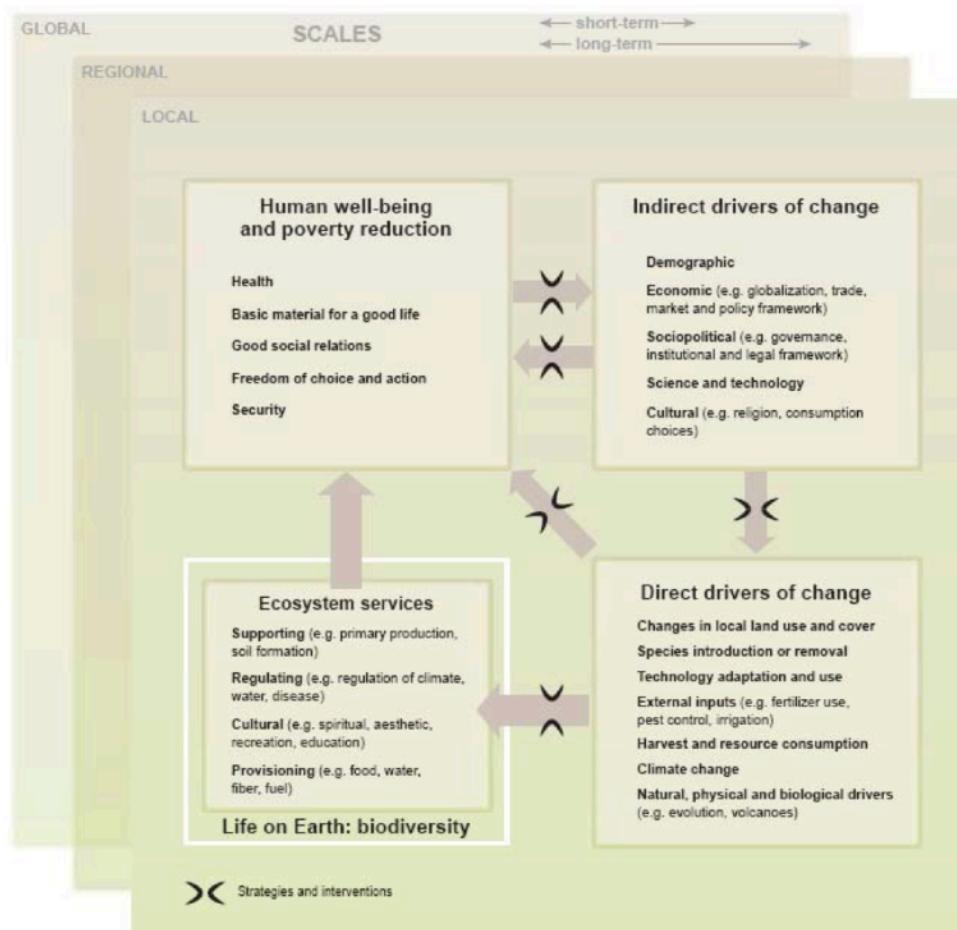 GLOBAL
SCALES
short-term
long-term
REGIONAL
LOCAL
Human well-being
and poverty reduction
Health
Basic material for a good life
Good social relations
Freedom of choice and action
Security
Indirect drivers of change
Demographic
Economic (e.g. globalization, trade,
market and policy framework)
Sociopolitical (e.g. governance,
institutional and legal framework)
Science and technology
Cultural (e.g. religion, consumption
choices)
Ecosystem services
Supporting (e.g. primary production,
soil formation)
Regulating (e.g. regulation of climate,
water, disease)
Cultural (e.g. spiritual, aesthetic,
recreation, education)
Provisioning (e.g. food, water,
fiber, fuel)
Life on Earth: biodiversity
Direct drivers of change
Changes in local land use and cover
Species introduction or removal
Technology adaptation and use
External inputs (e.g. fertilizer use,
pest control, irrigation)
Harvest and resource consumption
Climate change
Natural, physical and biological drivers
(e.g. evolution, volcanoes)
Strategies and interventions